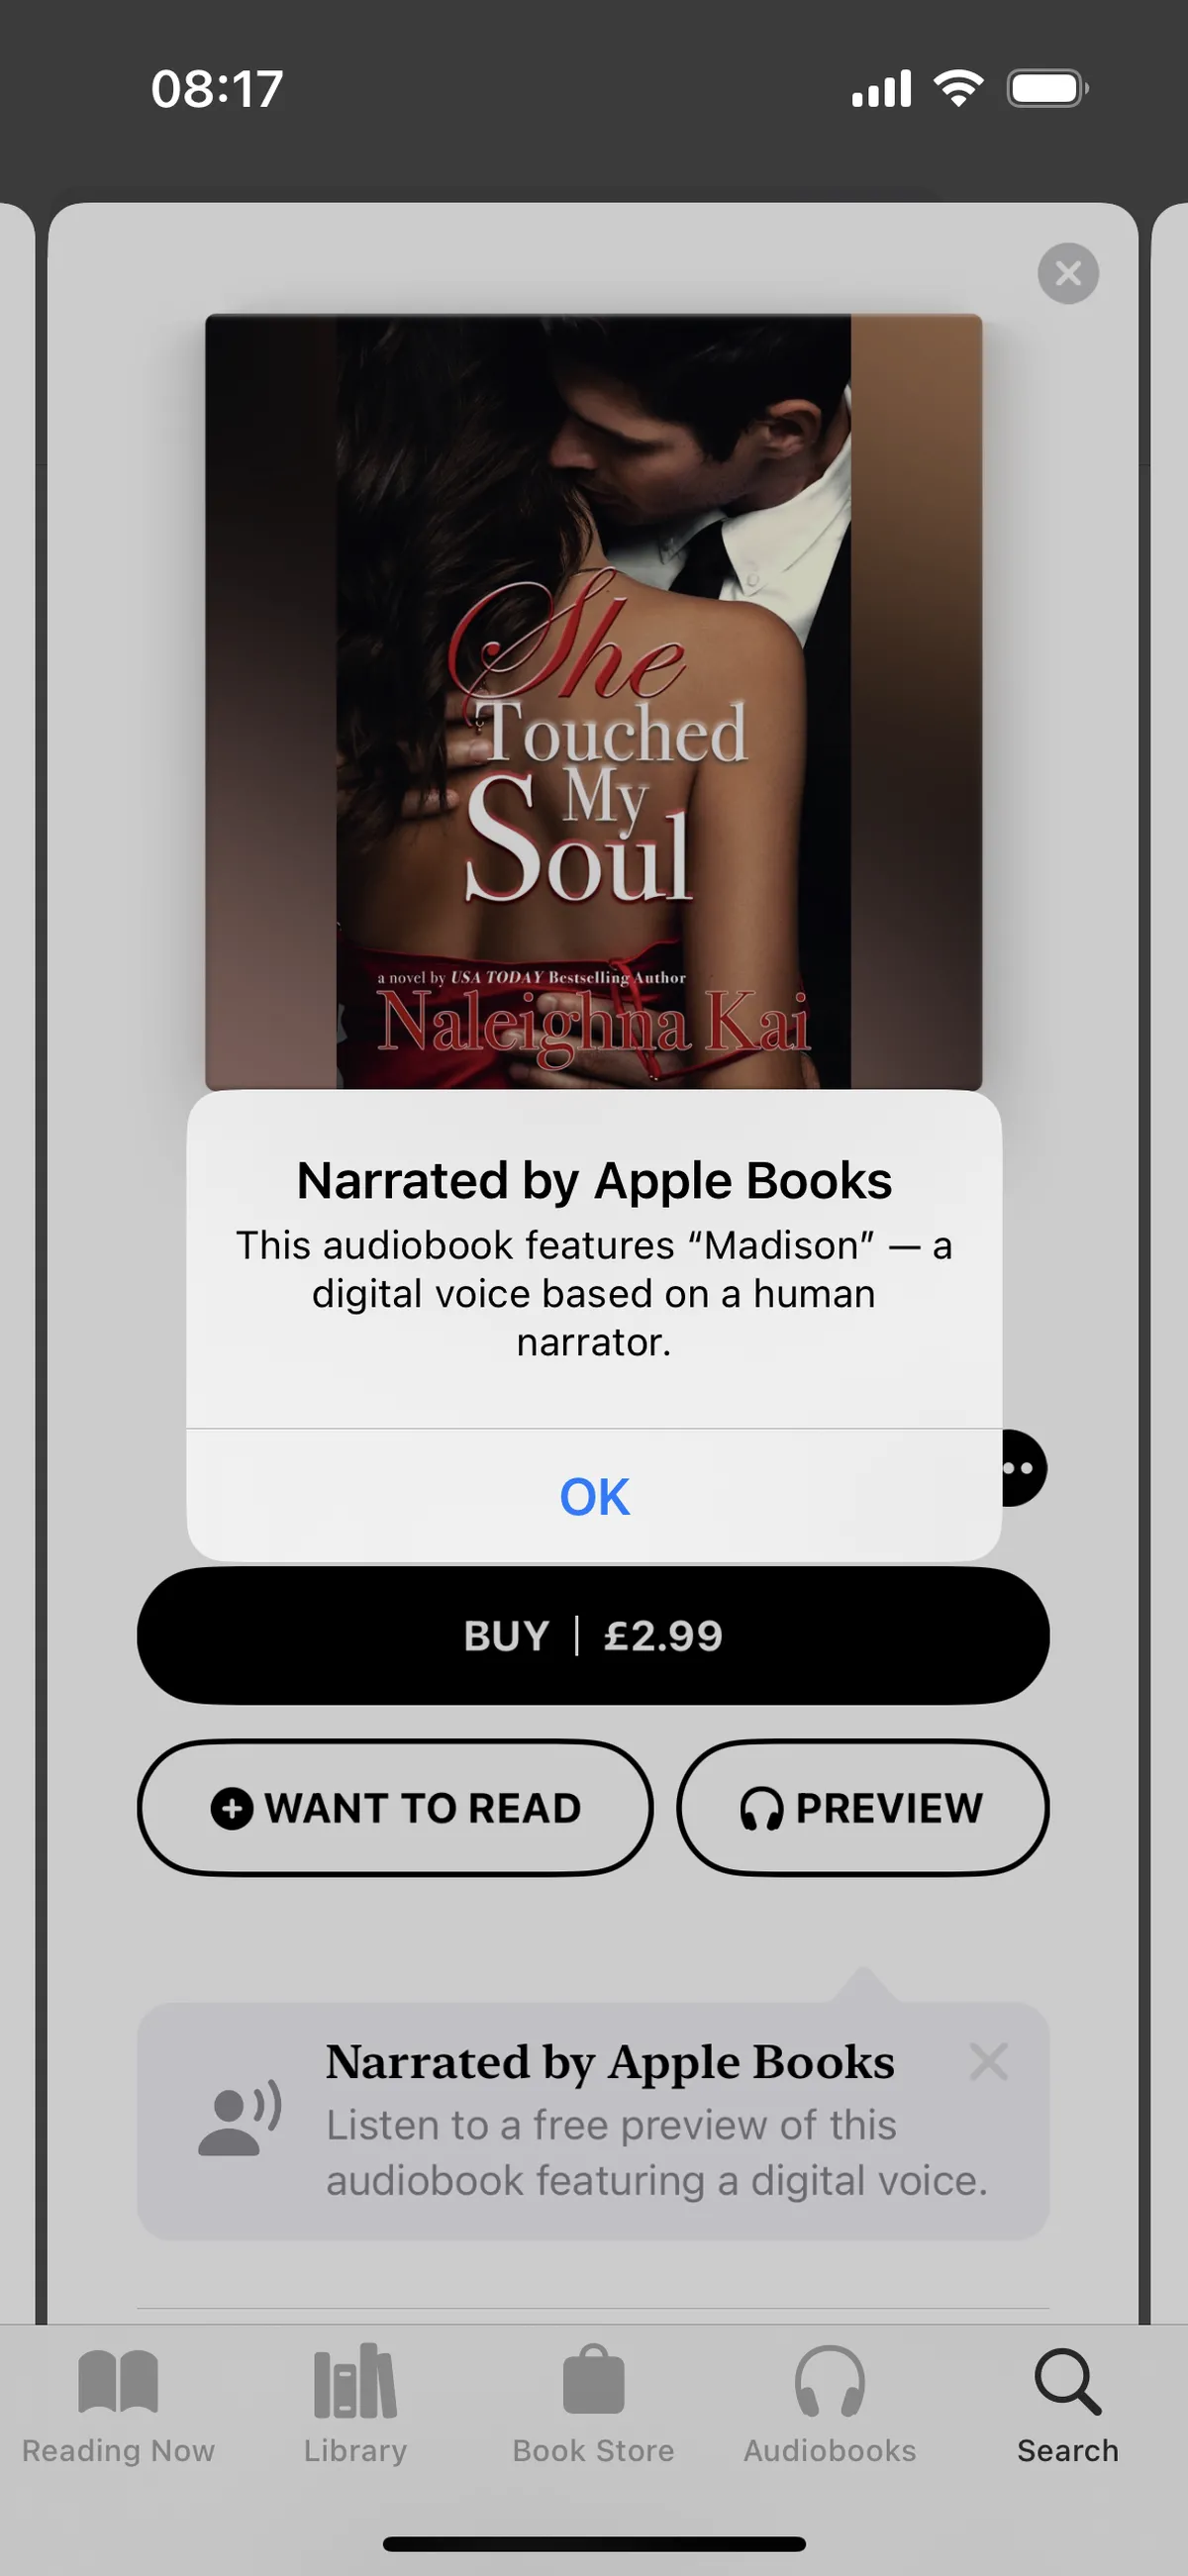 08:17
She
Touched
My
Soul
a novel by USA TODAY Bestselling Author
Naleighna Kai
Narrated by Apple Books
This audiobook features “Madison” — a
digital voice based on a human
narrator.
OK
BUY | £2.99
WANT TO READ
PREVIEW
Narrated by Apple Books
Listen to a free preview of this
audiobook featuring a digital voice.
Reading Now
Library
Book Store
Audiobooks
Search